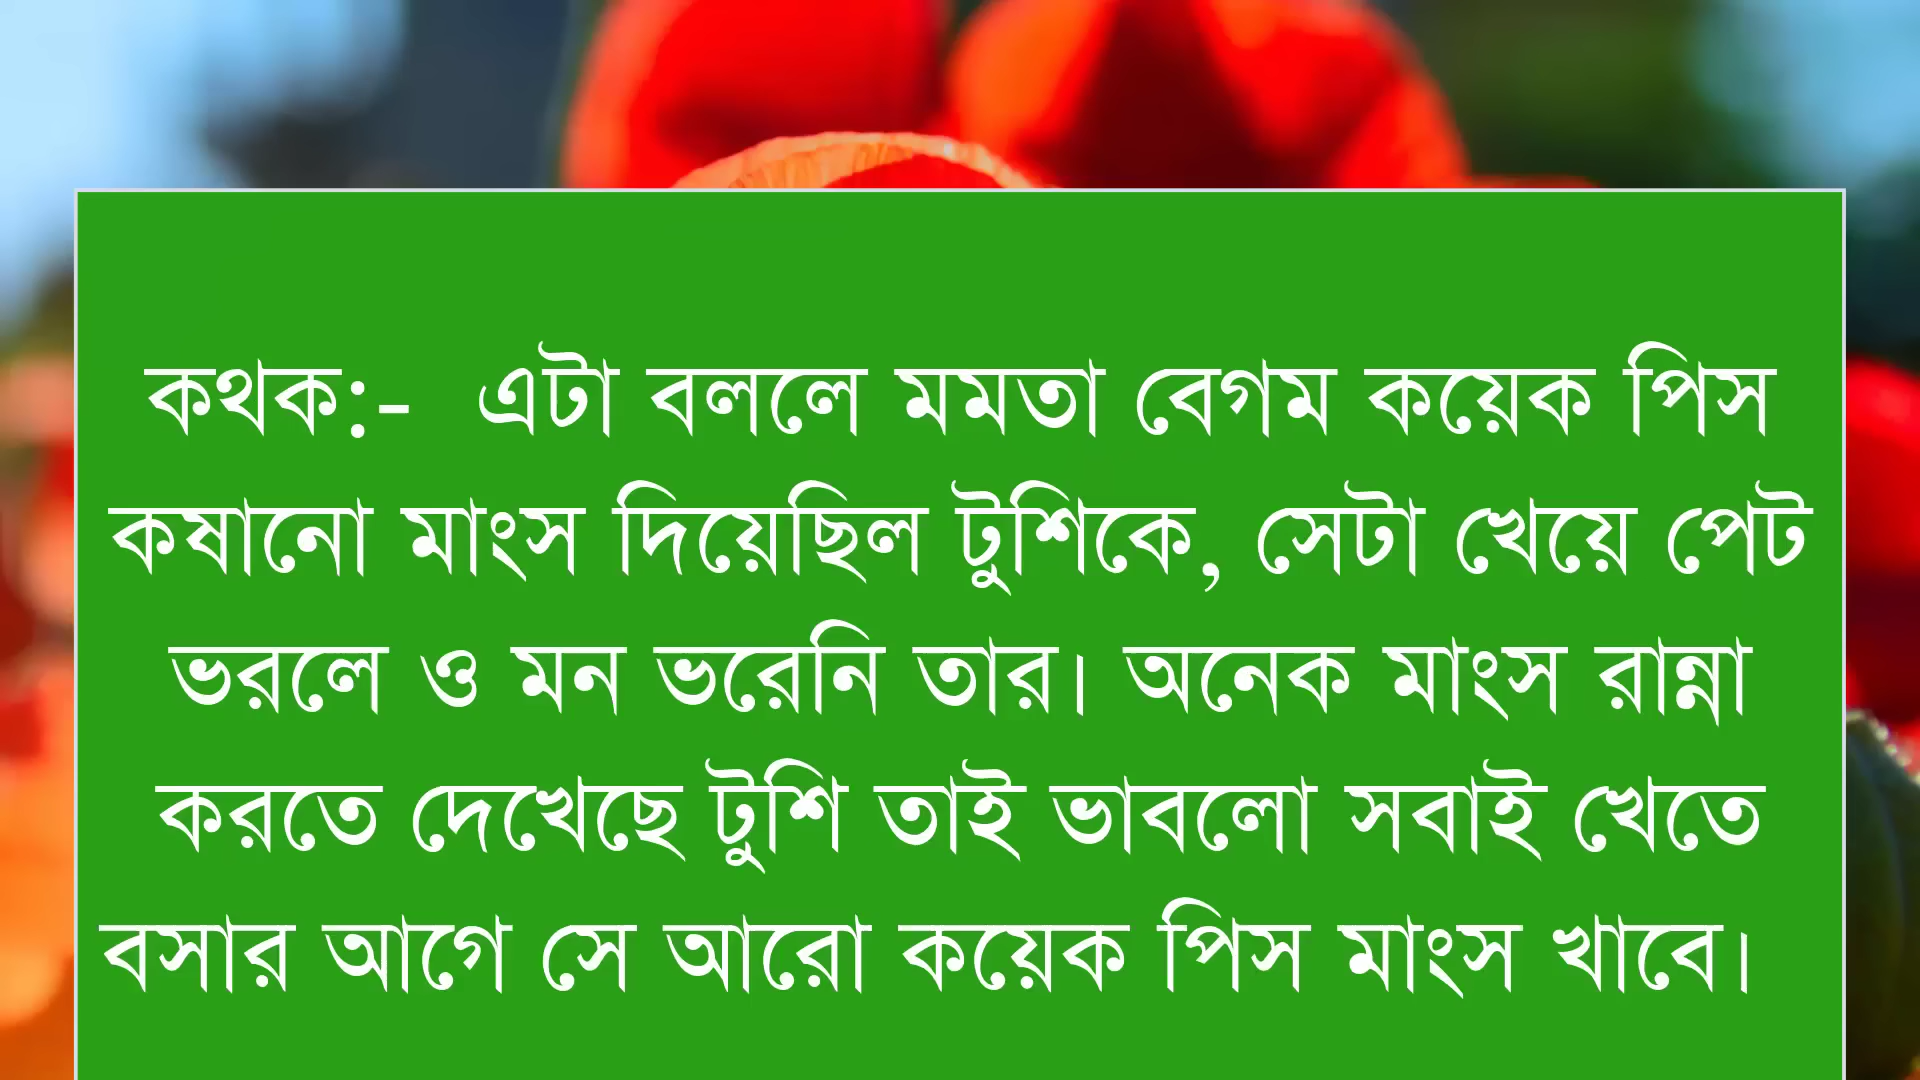 কথক:- এটা বললে মমতা বেগম কয়েক পিস
কষানো মাংস দিয়েছিল টুশিকে, সেটা খেয়ে পেট
ভরলে ও মন ভরেনি তার। অনেক মাংস রান্না
করতে দেখেছে টুশি তাই ভাবলো সবাই খেতে
বসার আগে সে আরো কয়েক পিস মাংস খাবে।